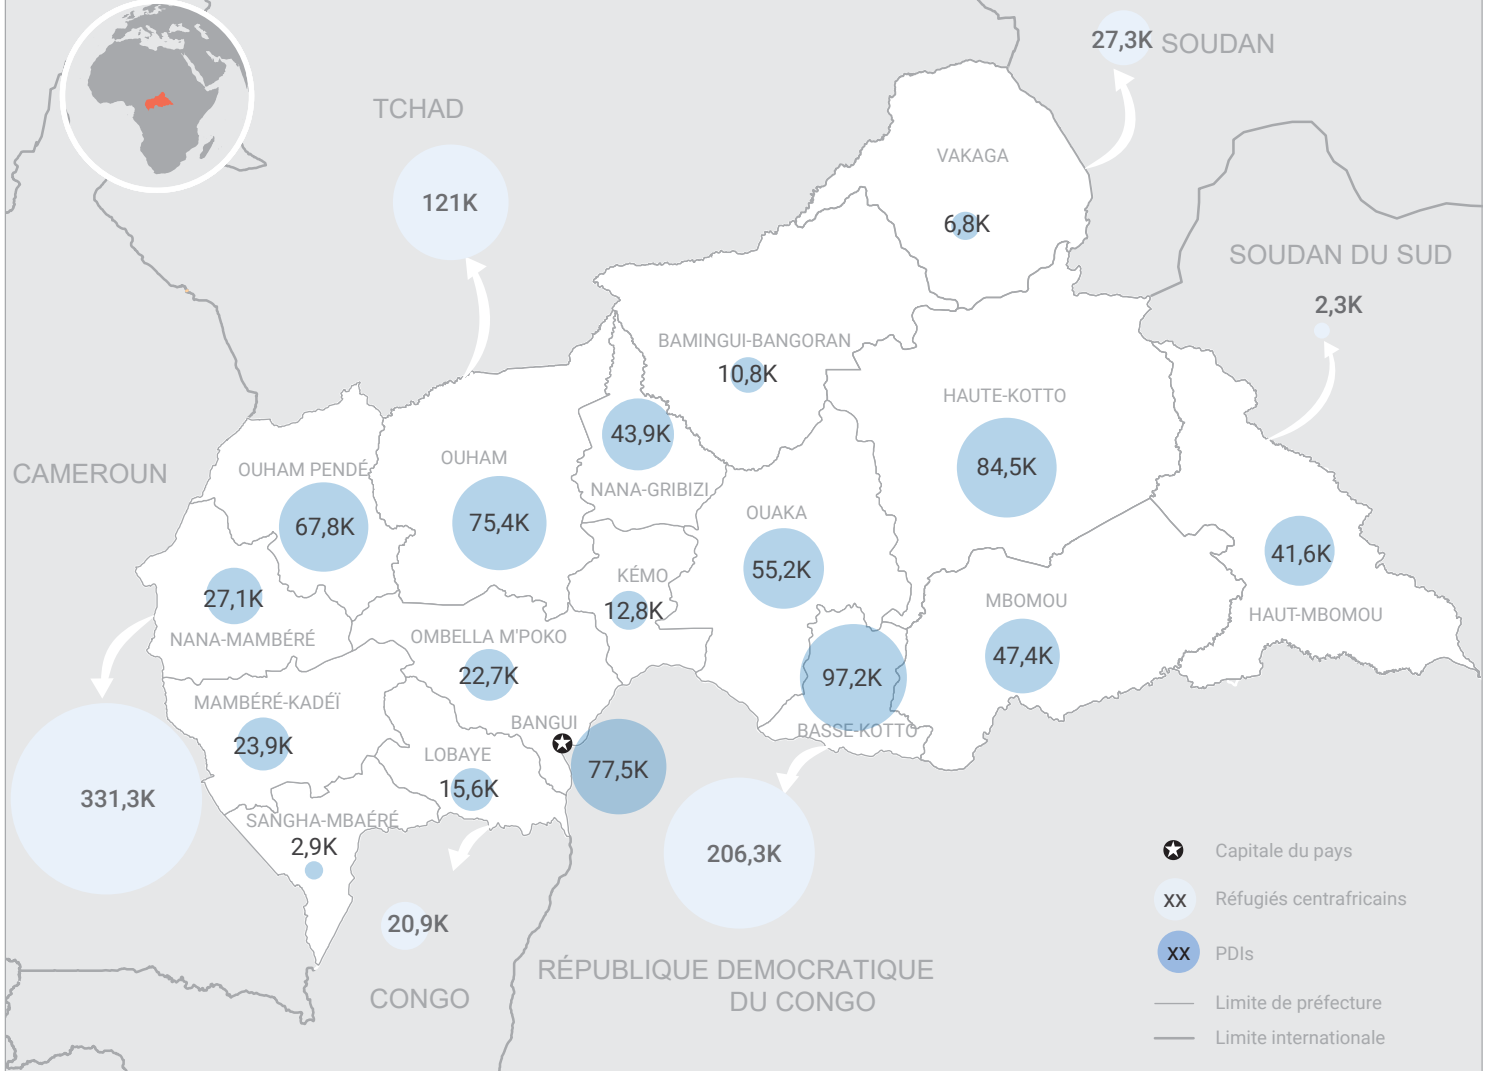 27,3K SOUDAN
TCHAD
121K
VAKAGA
6,8K
SOUDAN DU SUD
2,3K
BAMINGUI-BANGORAN
10,8K
HAUTE-KOTTO
84,5K
CAMEROUN
OUHAM PENDÉ
67,8K
OUHAM
75,4K
43,9K
NANA-GRIBIZI
OUAKA
55,2K
41,6K
HAUT-MBOMOU
KÉMO
12,8K
MBOMOU
47,4K
27,1K
NANA-MAMBÉRÉ
OMBELLA M'POKO
22,7K
97,2K
BASSE-KOTTO
MAMBÉRÉ-KADÉÏ
23,9K
BANGUI
77,5K
LOBAYE
15,6K
331,3K
SANGHA-MBAÉRÉ
2,9K
206,3K
20,9K
CONGO
RÉPUBLIQUE DEMOCRATIQUE
DU CONGO
Capitale du pays
XX Réfugiés centrafricains
XX PDIs
Limite de préfecture
Limite internationale